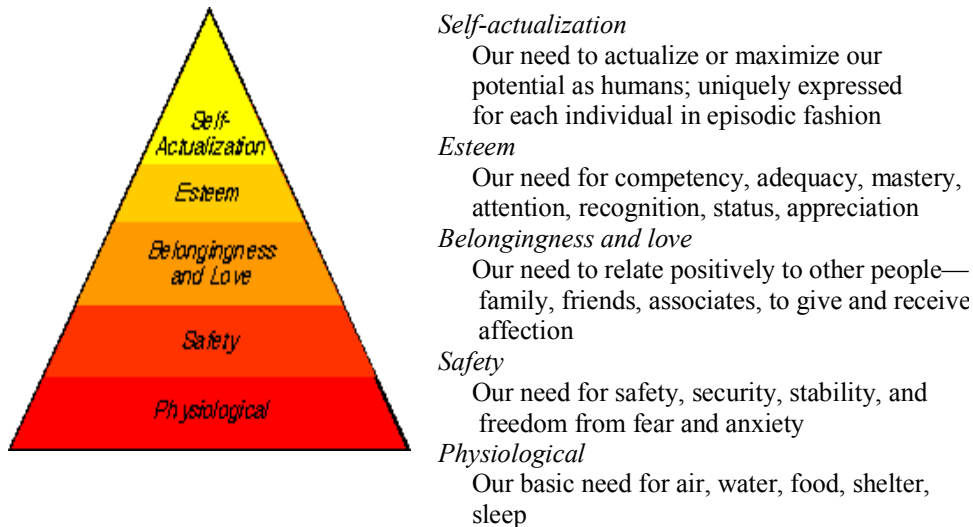 Self-
Actualization
Esteem
Belongingness
and Love
Safety
Physiological
Self-actualization
Our need to actualize or maximize our
potential as humans; uniquely expressed
for each individual in episodic fashion
Esteem
Our need for competency, adequacy, mastery,
attention, recognition, status, appreciation
Belongingness and love
Our need to relate positively to other people—
family, friends, associates, to give and receive
affection
Safety
Our need for safety, security, stability, and
freedom from fear and anxiety
Physiological
Our basic need for air, water, food, shelter,
sleep